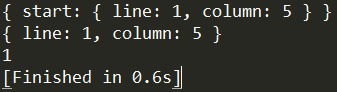 { start: { line: 1, column: 5 } }
{ line: 1, column: 5 }
1
[Finished in 0.6s]